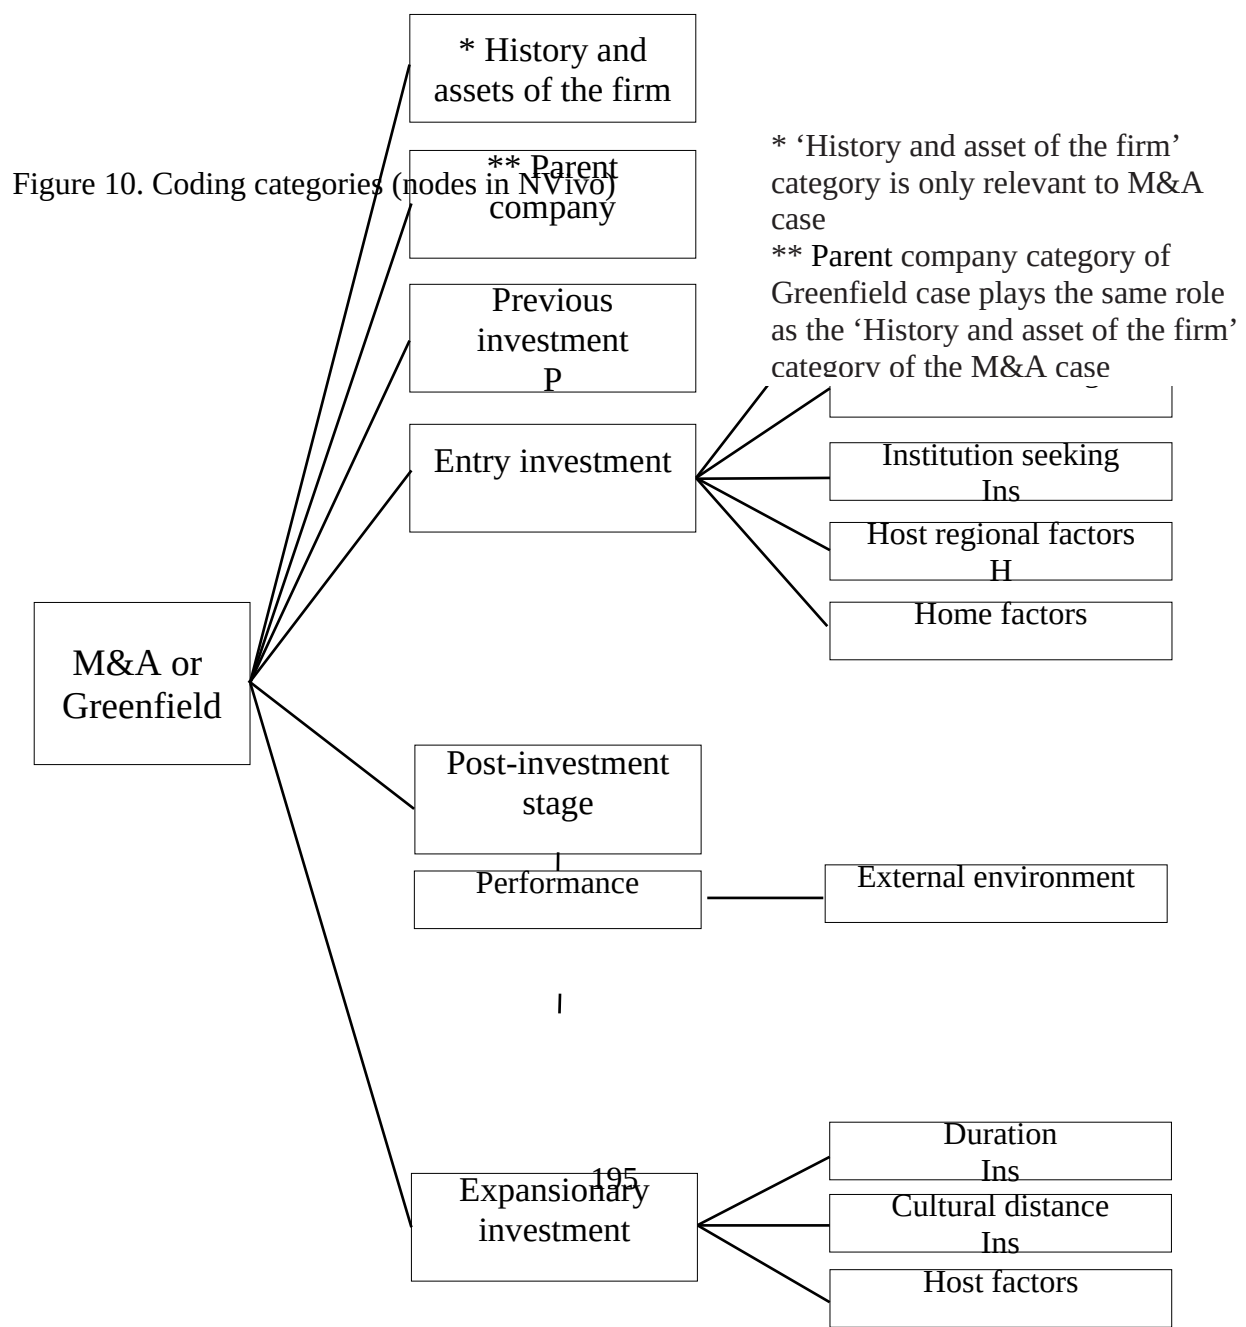 * History and
assets of the firm
Figure 10. Coding categories (nodes in NVivo)
** Parent
company
* ‘History and asset of the firm’
category is only relevant to M&A
case
** Parent company category of
Greenfield case plays the same role
as the ‘History and asset of the firm’
category of the M&A case
Previous
investment
P
Entry investment
Institution seeking
Ins
Host regional factors
H
Home factors
M&A or
Greenfield
Post-investment
stage
Performance
External environment
195
Expansionary
investment
Duration
Ins
Cultural distance
Ins
Host factors